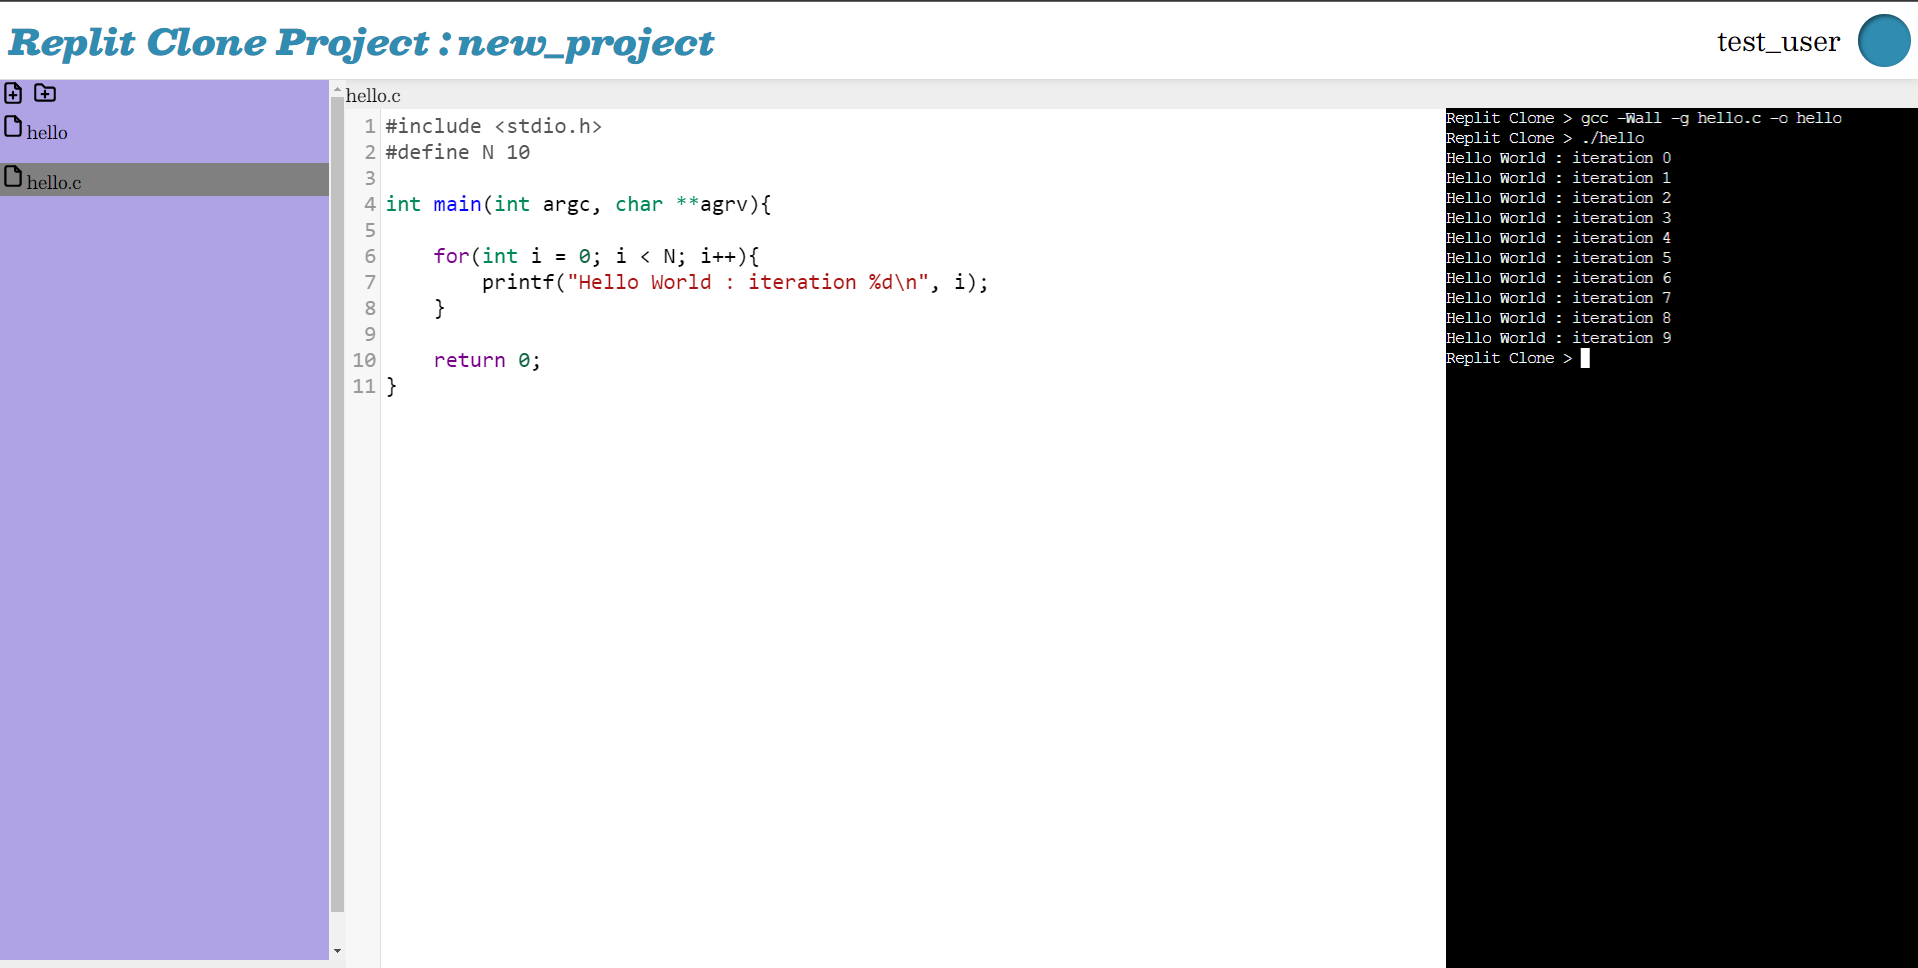 Replit Clone Project : new_project
test_user
hello
hello.c
hello.c
1 #include <stdio.h>
2 #define N 10
3
4 int main(int argc, char **agrv){
5
6     for(int i = 0; i < N; i++){
7         printf("Hello World : iteration %d\n", i);
8     }
9
10     return 0;
11 }
Replit Clone > gcc -Wall -g hello.c -o hello
Replit Clone > ./hello
Hello World : iteration 0
Hello World : iteration 1
Hello World : iteration 2
Hello World : iteration 3
Hello World : iteration 4
Hello World : iteration 5
Hello World : iteration 6
Hello World : iteration 7
Hello World : iteration 8
Hello World : iteration 9
Replit Clone >